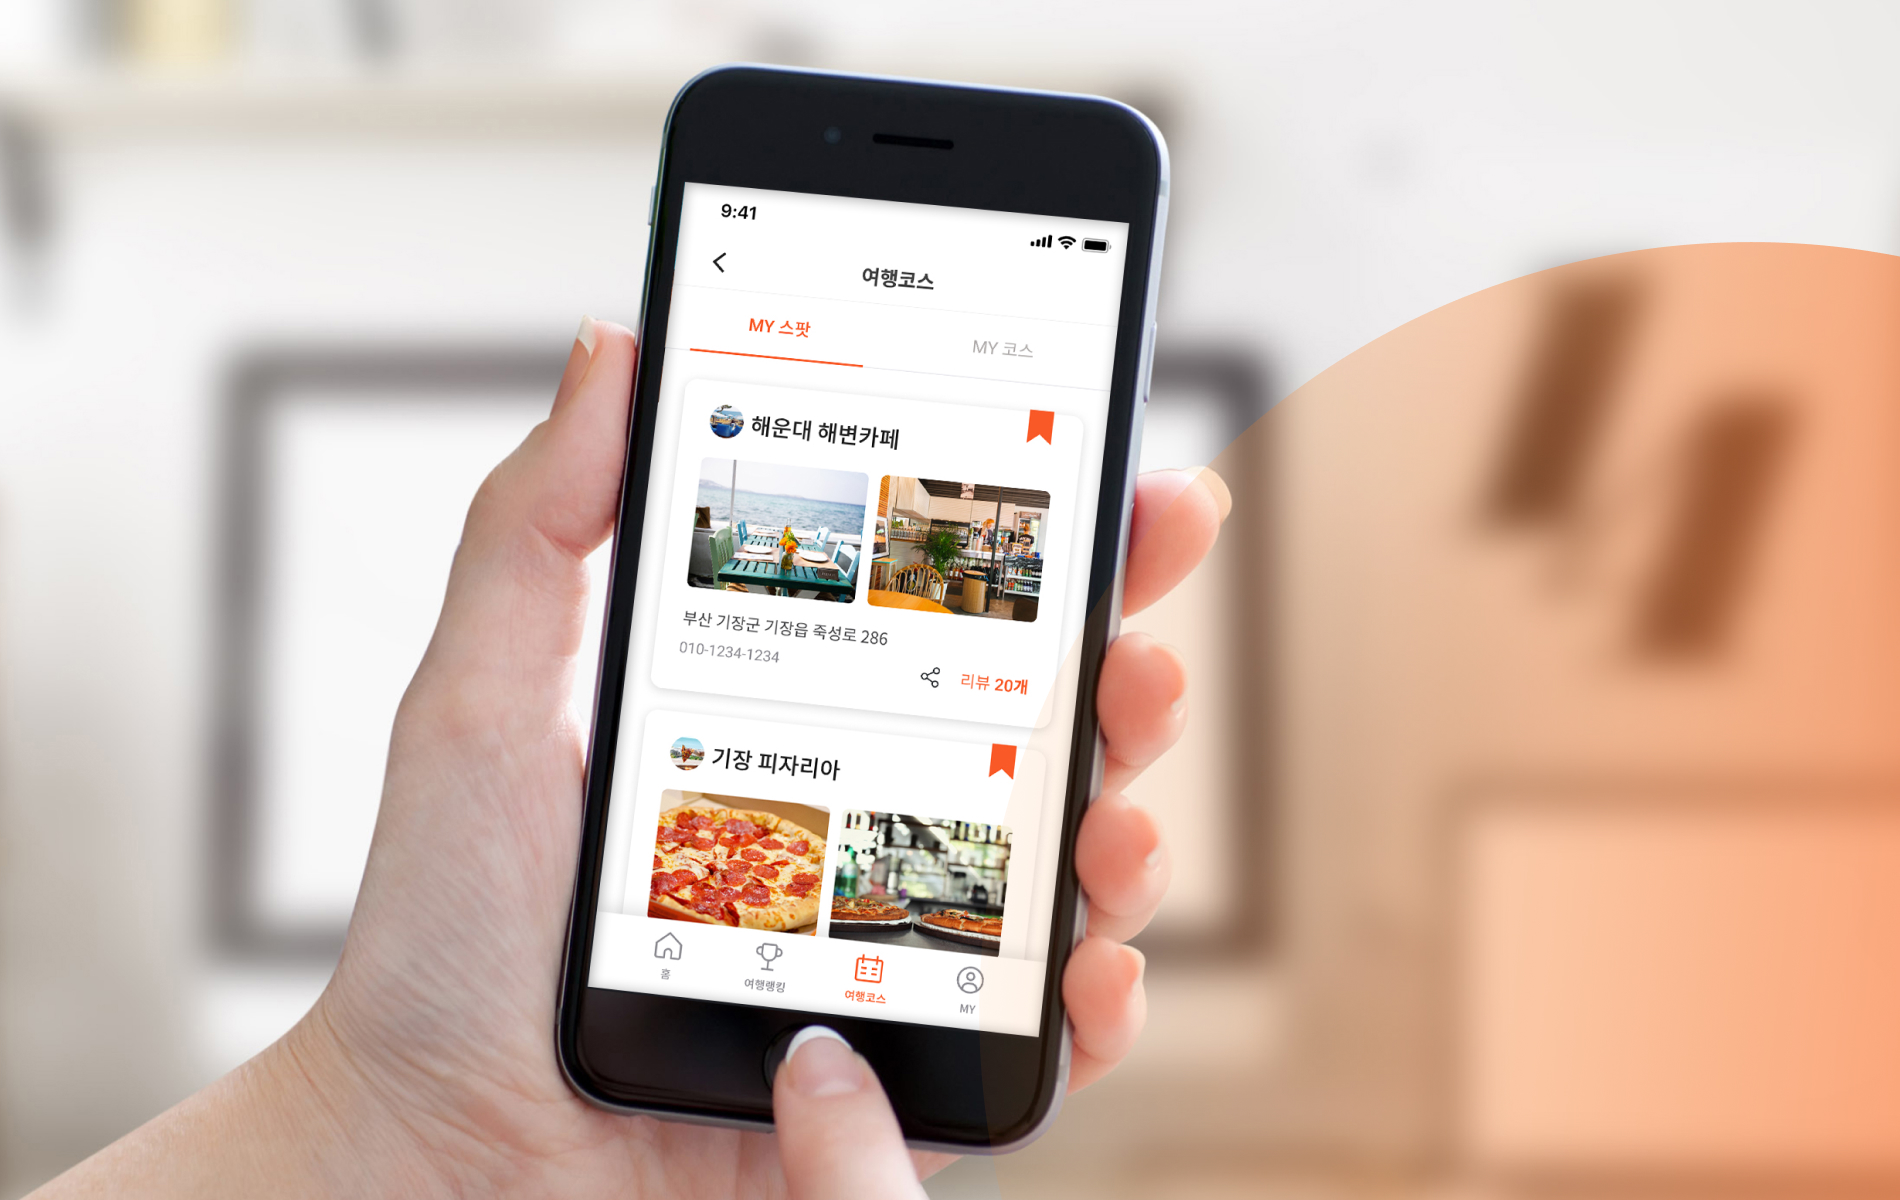 9:41
여행코스
MY 스팟
MY 코스
해운대 해변카페
부산 기장군 기장읍 죽성로 286
010-1234-1234
리뷰 20개
기장 피자리아
홈
여행랭킹
여행코스
MY